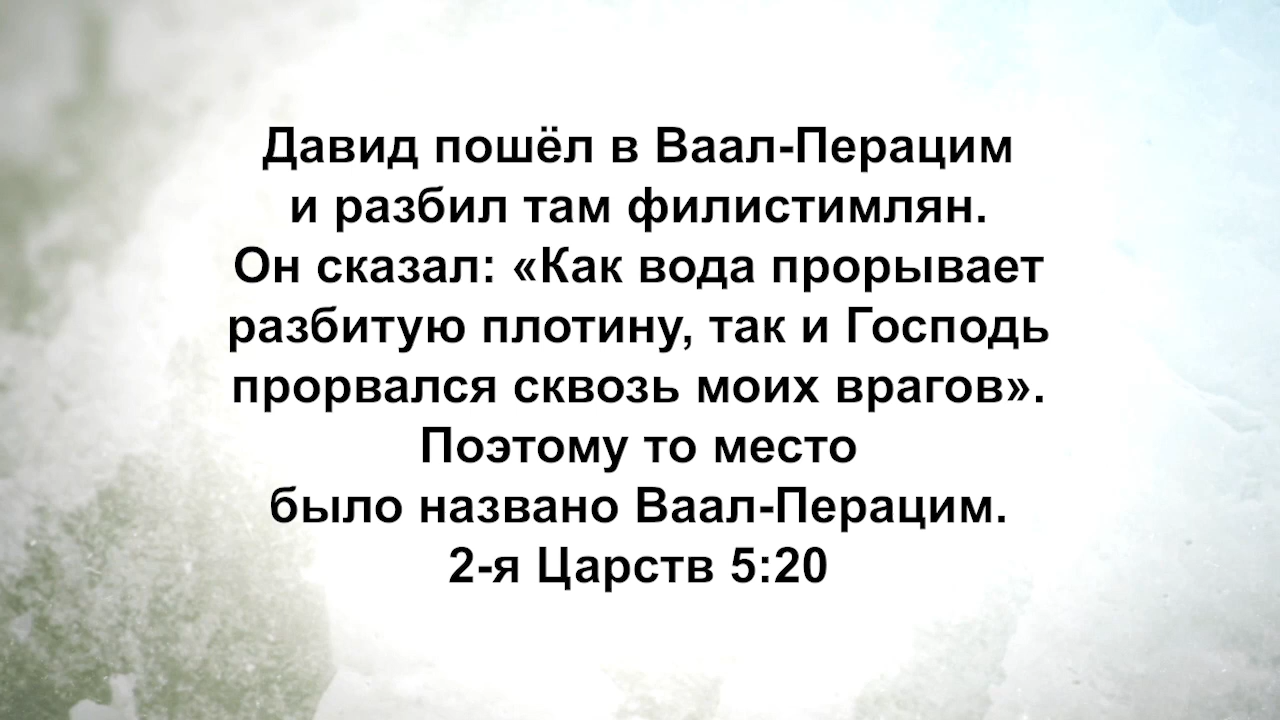 Давид пошёл в Ваал-Перацим
и разбил там филистимлян.
Он сказал: «Как вода прорывает
разбитую плотину, так и Господь
прорвался сквозь моих врагов».
Поэтому то место
было названо Ваал-Перацим.
2-я Царств 5:20